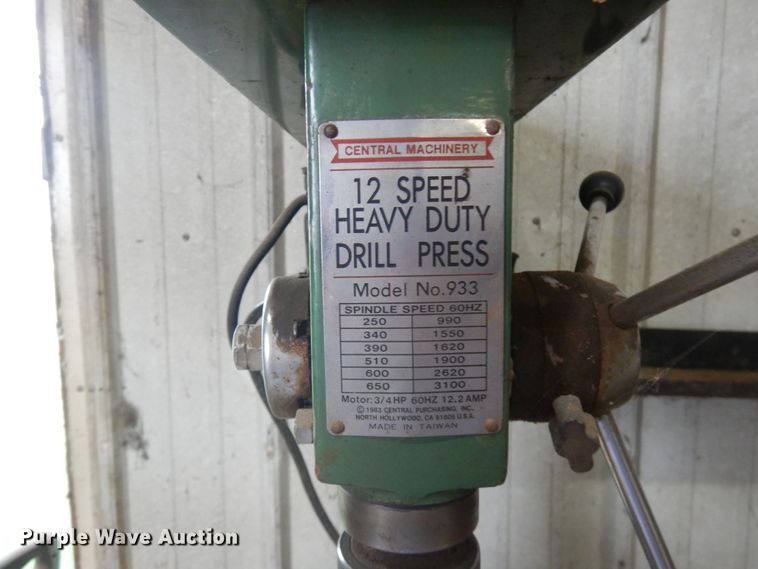 CENTRAL MACHINERY
12 SPEED
HEAVY DUTY
DRILL PRESS
Model No.933
SPINDLE SPEED 60HZ
250 990
340 1550
390 1620
510 1900
600 2620
650 3100
Motor: 3/4 HP 60HZ 12.2 AMP
© 1983 CENTRAL PURCHASING, INC.,
NORTH HOLLYWOOD, CA 91605 U.S.A.
MADE IN TAIWAN
Purple Wave Auction